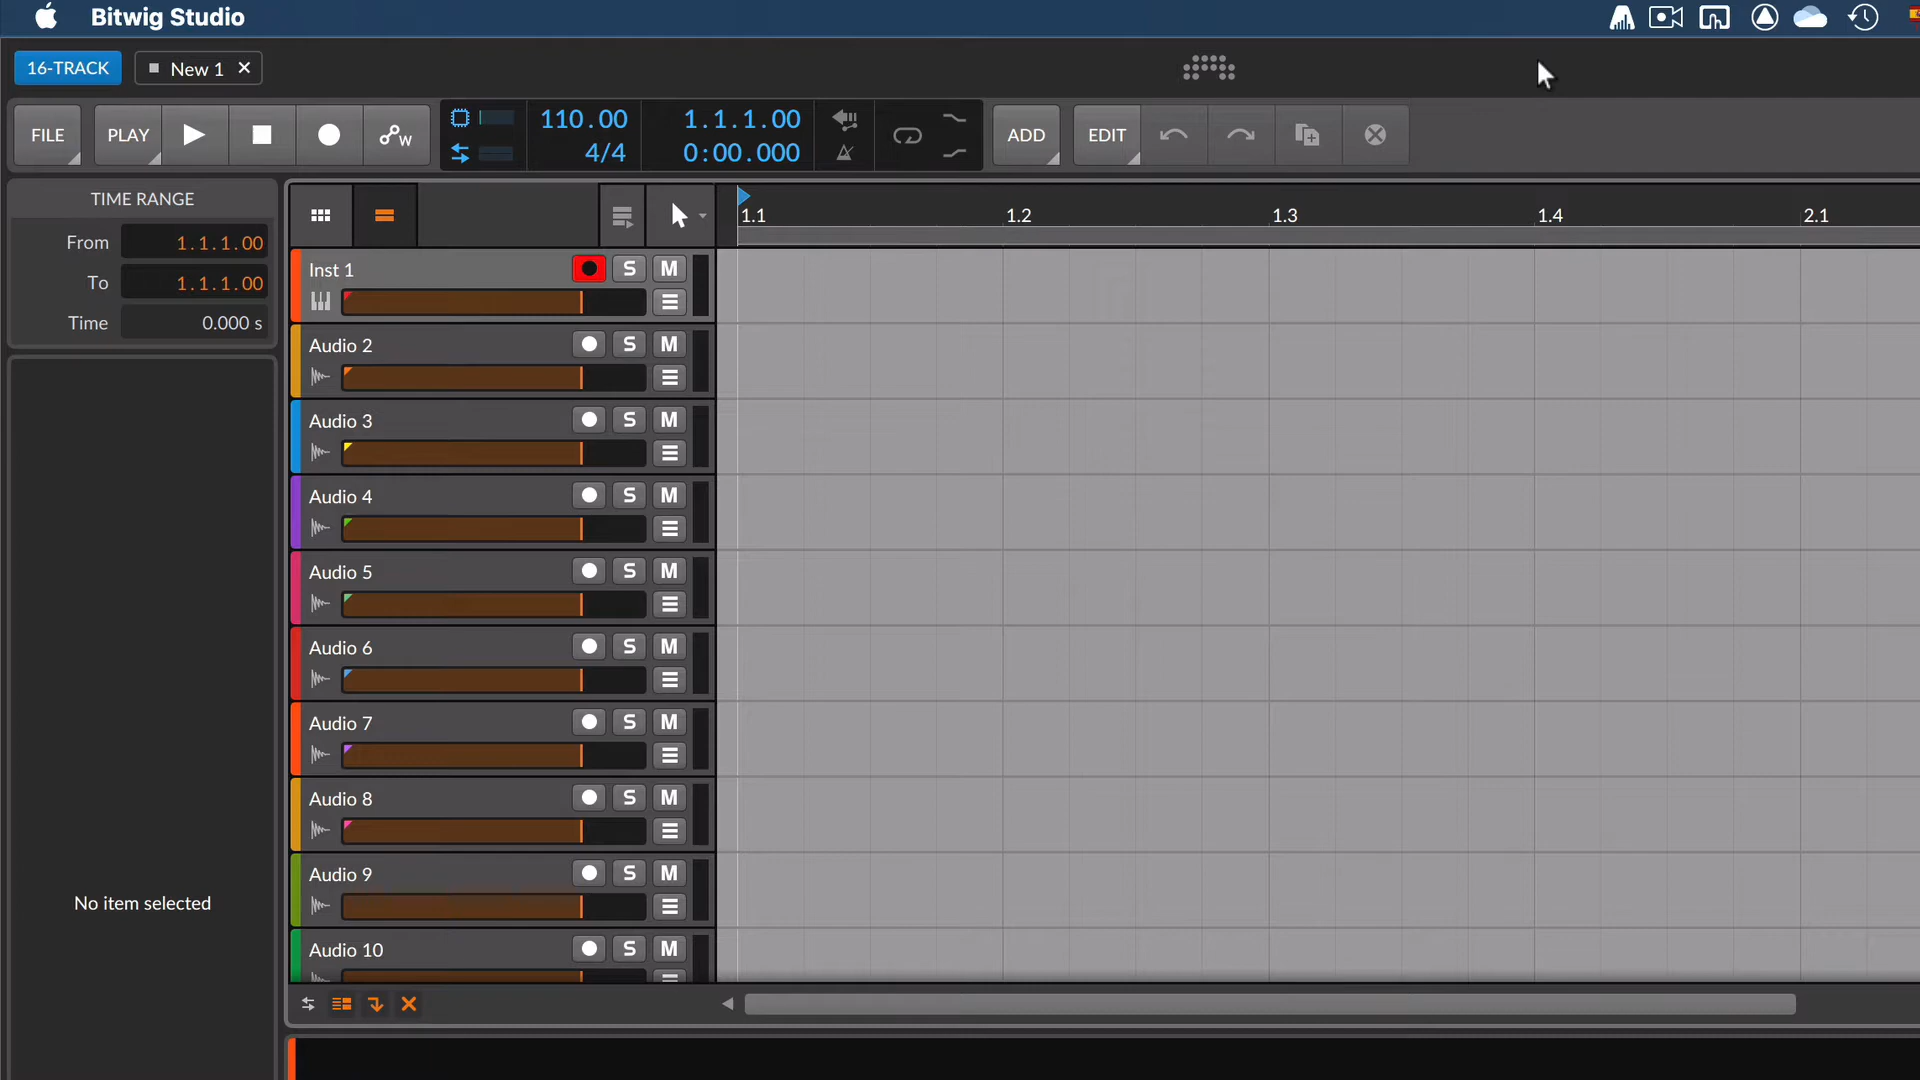 Bitwig Studio
16-TRACK
New 1
FILE
PLAY
W
110.00
4/4
1.1.1.00
0:00.000
ADD
EDIT
TIME RANGE
From 1.1.1.00
To 1.1.1.00
Time 0.000 s
No item selected
1.1 1.2 1.3 1.4 2.1
Inst 1 S M
Audio 2 S M
Audio 3 S M
Audio 4 S M
Audio 5 S M
Audio 6 S M
Audio 7 S M
Audio 8 S M
Audio 9 S M
Audio 10 S M